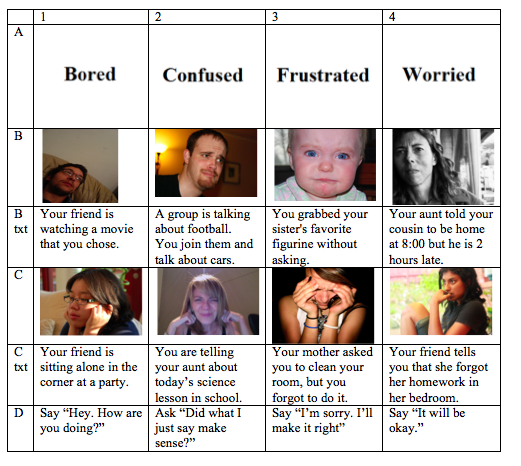 1 2 3 4
A
Bored Confused Frustrated Worried
B
B
txt
Your friend is
watching a movie
that you chose.
A group is talking
about football.
You join them and
talk about cars.
You grabbed your
sister's favorite
figurine without
asking.
Your aunt told your
cousin to be home
at 8:00 but he is 2
hours late.
C
C
txt
Your friend is
sitting alone in the
corner at a party.
You are telling
your aunt about
today’s science
lesson in school.
Your mother asked
you to clean your
room, but you
forgot to do it.
Your friend tells
you that she forgot
her homework in
her bedroom.
D
Say “Hey. How are
you doing?”
Ask “Did what I
just say make
sense?”
Say “I’m sorry. I’ll
make it right”
Say “It will be
okay.”